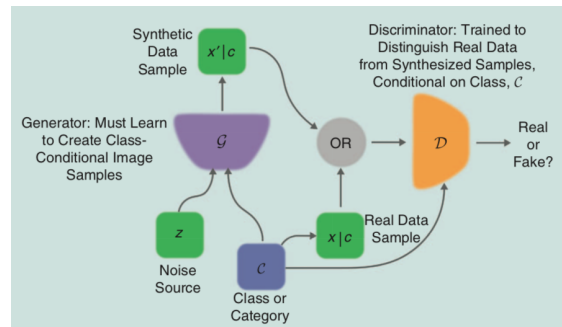 Synthetic
Data
Sample
x′|c
Discriminator: Trained to
Distinguish Real Data
from Synthesized Samples,
Conditional on Class, C
Generator: Must Learn
to Create Class-
Conditional Image
Samples
G
OR
D
Real
or
Fake?
z
Noise
Source
C
Class or
Category
x|c
Real Data
Sample